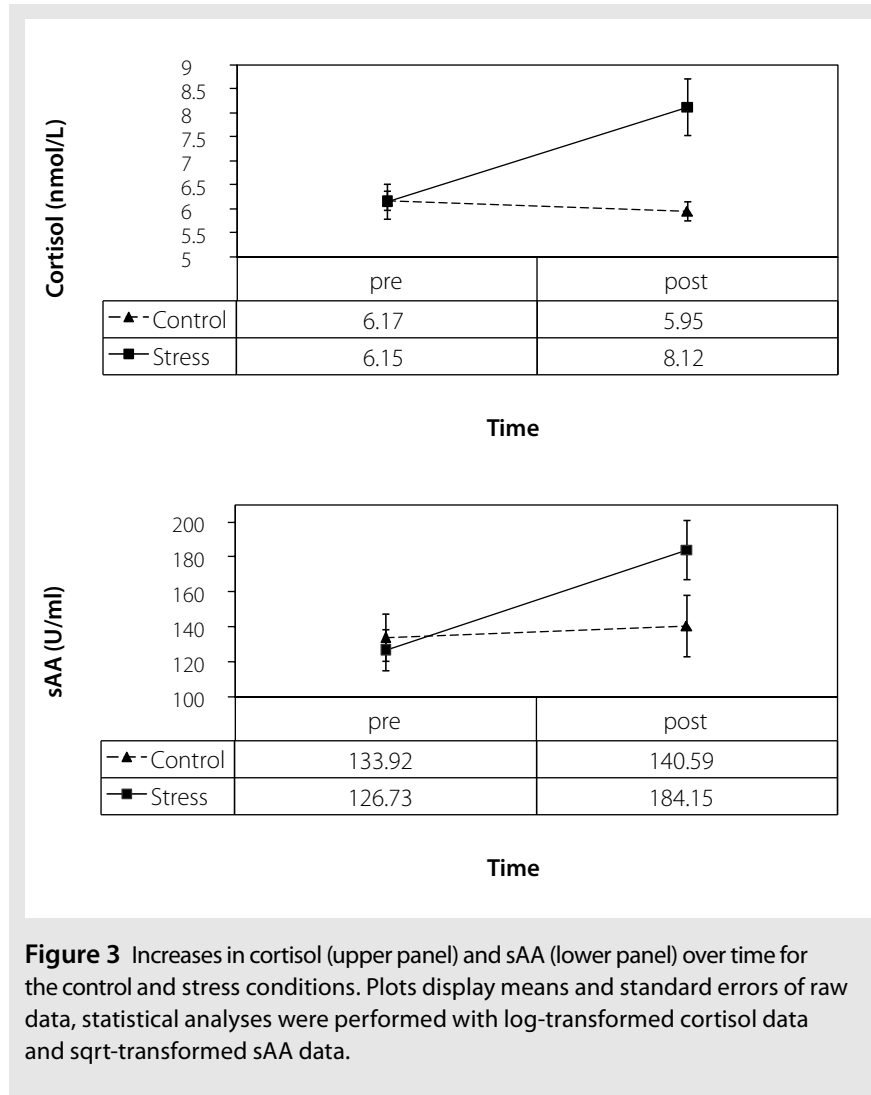 Cortisol (nmol/L)
9
8.5
8
7.5
7
6.5
6
5.5
5
pre post
Control 6.17 5.95
Stress 6.15 8.12
Time
sAA (U/ml)
200
180
160
140
120
100
pre post
Control 133.92 140.59
Stress 126.73 184.15
Time
Figure 3 Increases in cortisol (upper panel) and sAA (lower panel) over time for
the control and stress conditions. Plots display means and standard errors of raw
data, statistical analyses were performed with log-transformed cortisol data
and sqrt-transformed sAA data.